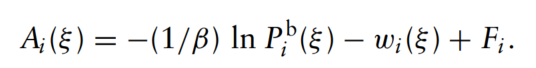 A_i(ξ) = −(1/β) ln P_i^b(ξ) − w_i(ξ) + F_i.